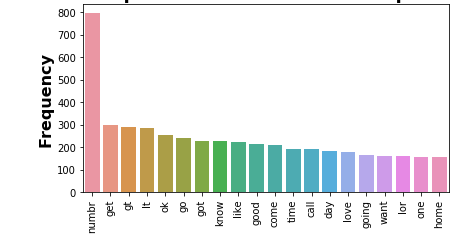 800
700
600
500
400
300
200
100
0
Frequency
numbr
get
gt
lt
ok
go
got
know
like
good
come
time
call
day
love
going
want
lor
one
home